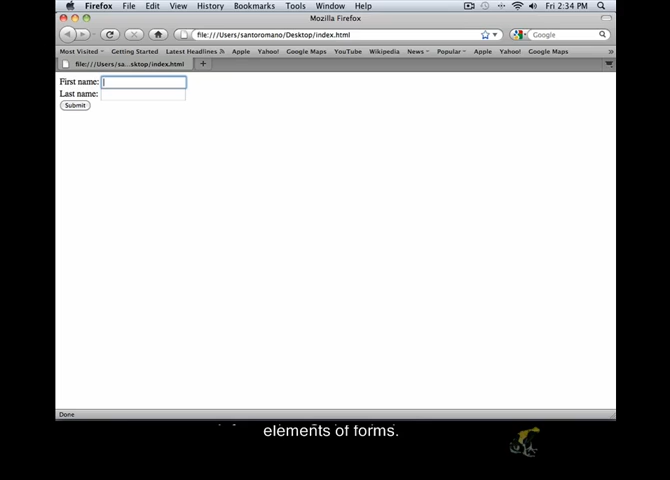 Firefox File Edit View History Bookmarks Tools Window Help Fri 2:34 PM
Mozilla Firefox
file:///Users/santoromano/Desktop/index.html Google
Most Visited Getting Started Latest Headlines Apple Yahoo! Google Maps YouTube Wikipedia News Popular Apple Yahoo! Google Maps
file:///Users/sa...sktop/index.html
First name:
Last name:
Submit
Done
elements of forms.